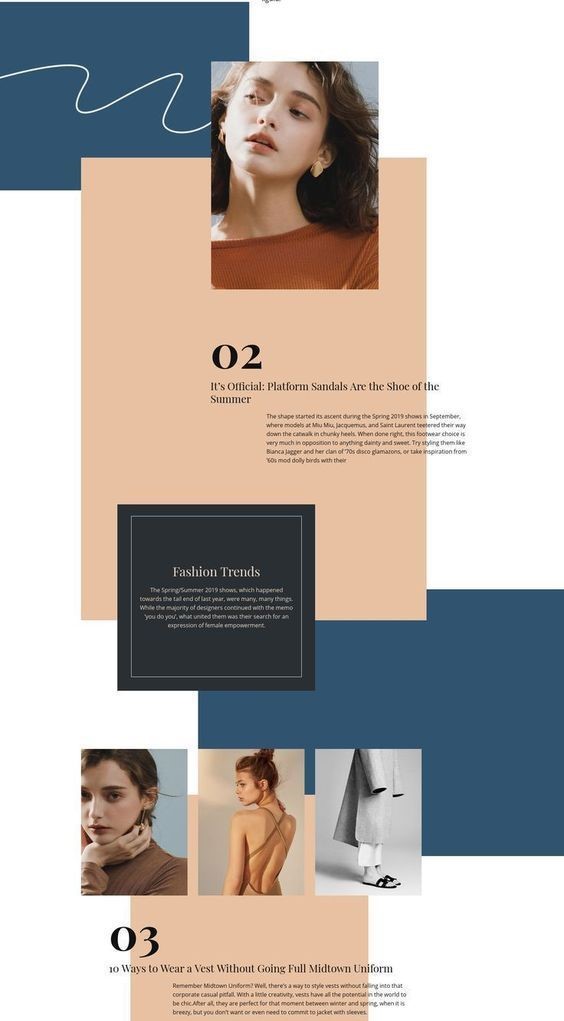 02
It's Official: Platform Sandals Are the Shoe of the
Summer
The shape started its ascent during the Spring 2019 shows in September,
where models at Miu Miu, Jacquemus, and Saint Laurent teetered their way
down the catwalk in chunky heels. When done right, this footwear choice is
very much in opposition to anything dainty and sweet. Try styling them like
Bianca Jagger and her clan of '70s disco glamazons, or take inspiration from
'60s mod dolly birds with their
Fashion Trends
The Spring/Summer 2019 shows, which happened
towards the tail end of last year, were many, many things.
While the majority of designers continued with the memo
'you do you', what united them was their search for an
expression of female empowerment.
03
10 Ways to Wear a Vest Without Going Full Midtown Uniform
Remember Midtown Uniform? Well, there's a way to style vests without falling into that
corporate casual pitfall. With a little creativity, vests have all the potential in the world to
be chic.After all, they are perfect for that moment between winter and spring, when it is
breezy, but you don't want or even need to commit to jacket with sleeves.